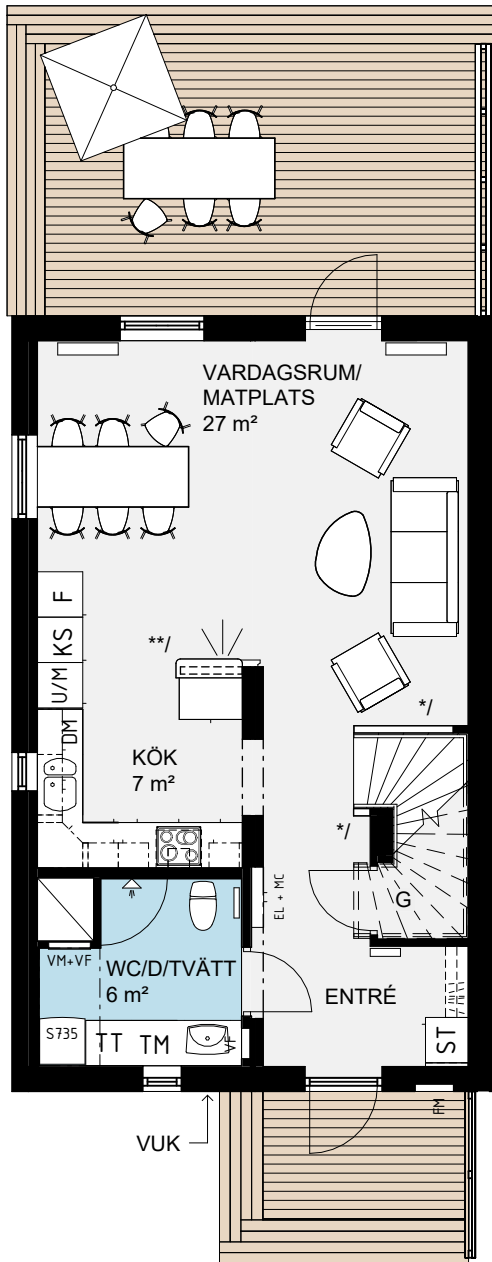 VARDAGSRUM/
MATPLATS
27 m²
F
KS
U/M
DM
**/
*/
KÖK
7 m²
*/
EL + MC
G
VM+VF
WC/D/TVÄTT
6 m²
ENTRÉ
S735
TT
TM
VF
ST
FM
VUK